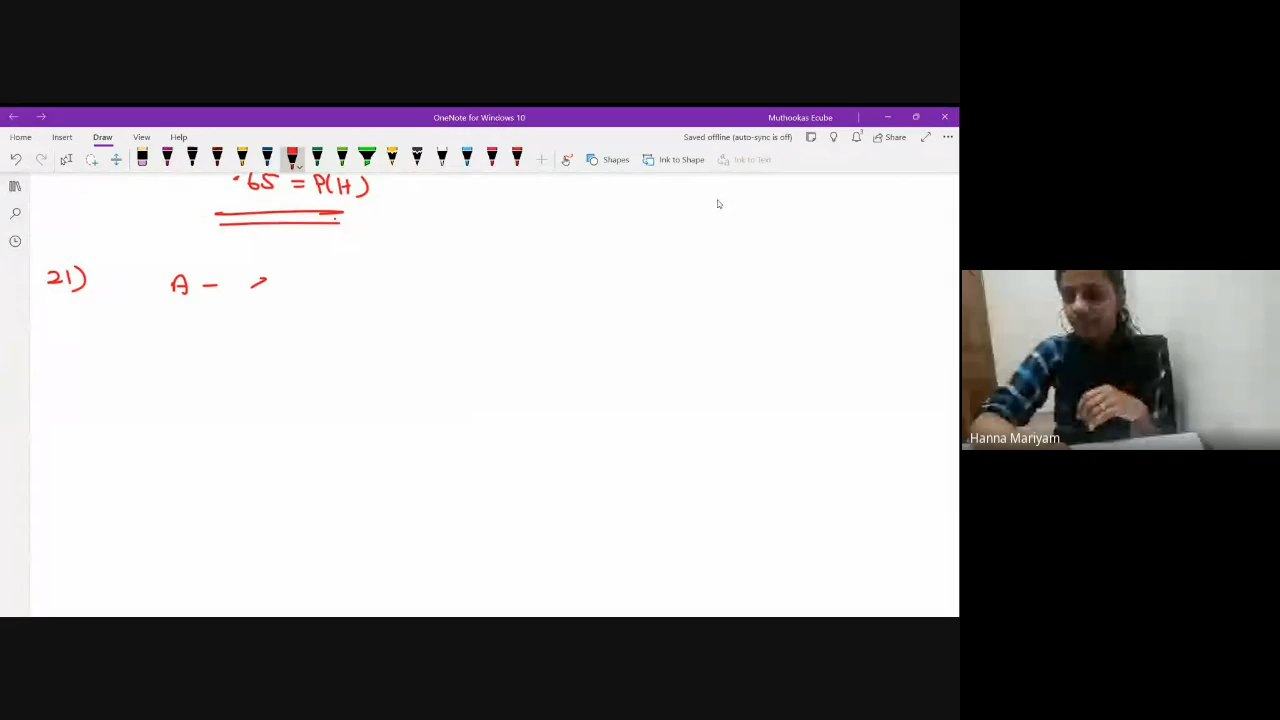 OneNote for Windows 10
Muthookas Ecube
Home Insert Draw View Help
Saved offline (auto-sync is off)
3
Share
Shapes
Ink to Shape
Ink to Text
.65 = P(H)
21) A -
Hanna Mariyam